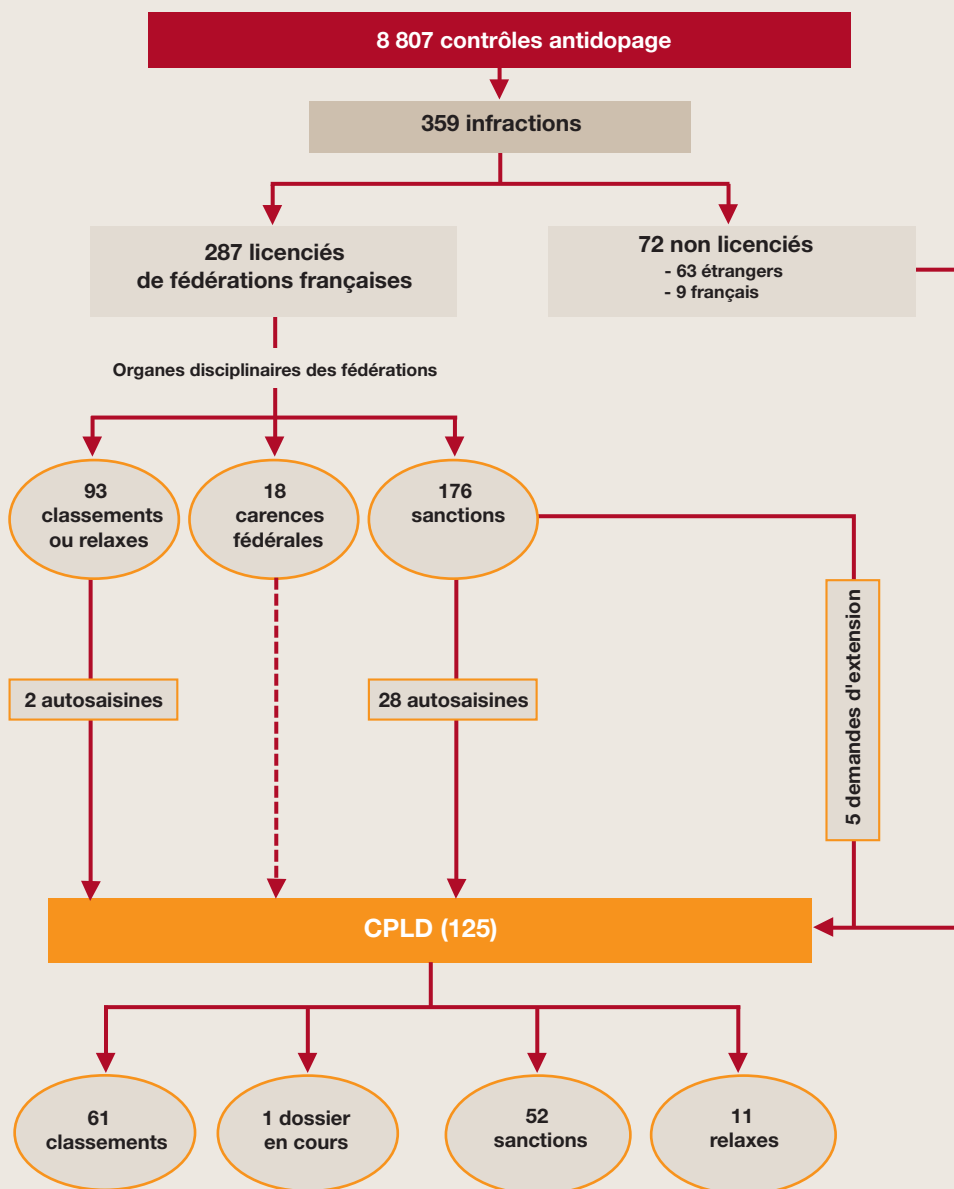 8 807 contrôles antidopage
359 infractions
287 licenciés
de fédérations françaises
72 non licenciés
- 63 étrangers
- 9 français
Organes disciplinaires des fédérations
93
classements
ou relaxes
18
carences
fédérales
176
sanctions
2 autosaisines
28 autosaisines
5 demandes d'extension
CPLD (125)
61
classements
1 dossier
en cours
52
sanctions
11
relaxes